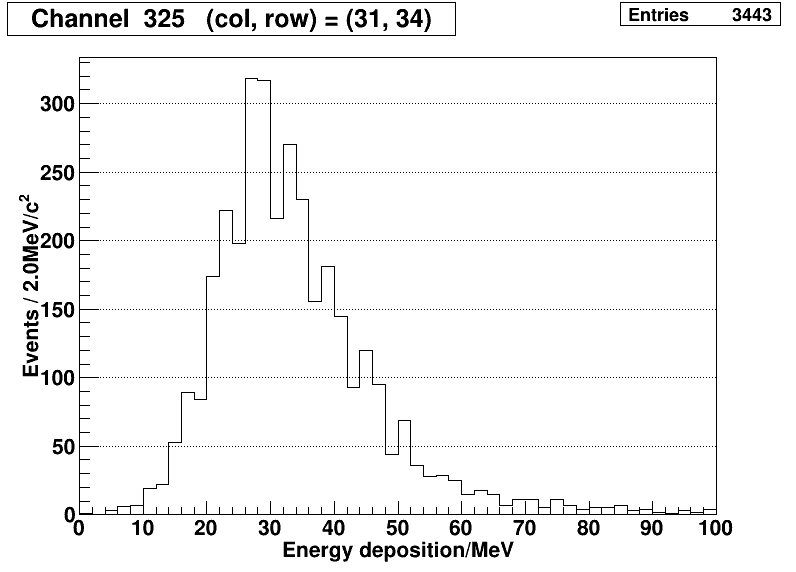 Channel 325 (col, row) = (31, 34)
Entries 3443
Events / 2.0MeV/c²
300
250
200
150
100
50
0
0 10 20 30 40 50 60 70 80 90 100
Energy deposition/MeV